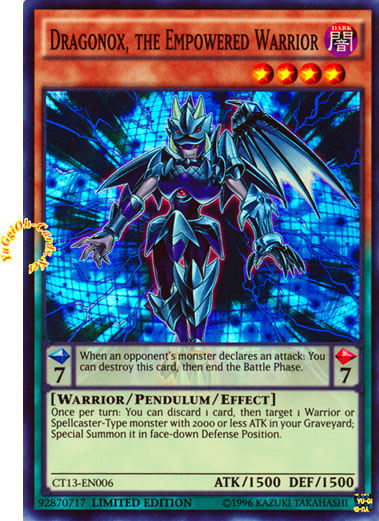 Dragonox, the Empowered Warrior
DARK
闇
YuGgiOh-Cards.Net
When an opponent's monster declares an attack: You
can destroy this card, then end the Battle Phase.
7
7
[WARRIOR/PENDULUM/EFFECT]
Once per turn: You can discard 1 card, then target 1 Warrior or
Spellcaster-Type monster with 2000 or less ATK in your Graveyard;
Special Summon it in face-down Defense Position.
CT13-EN006
ATK/1500 DEF/1500
92870717 LIMITED EDITION
©1996 KAZUKI TAKAHASHI